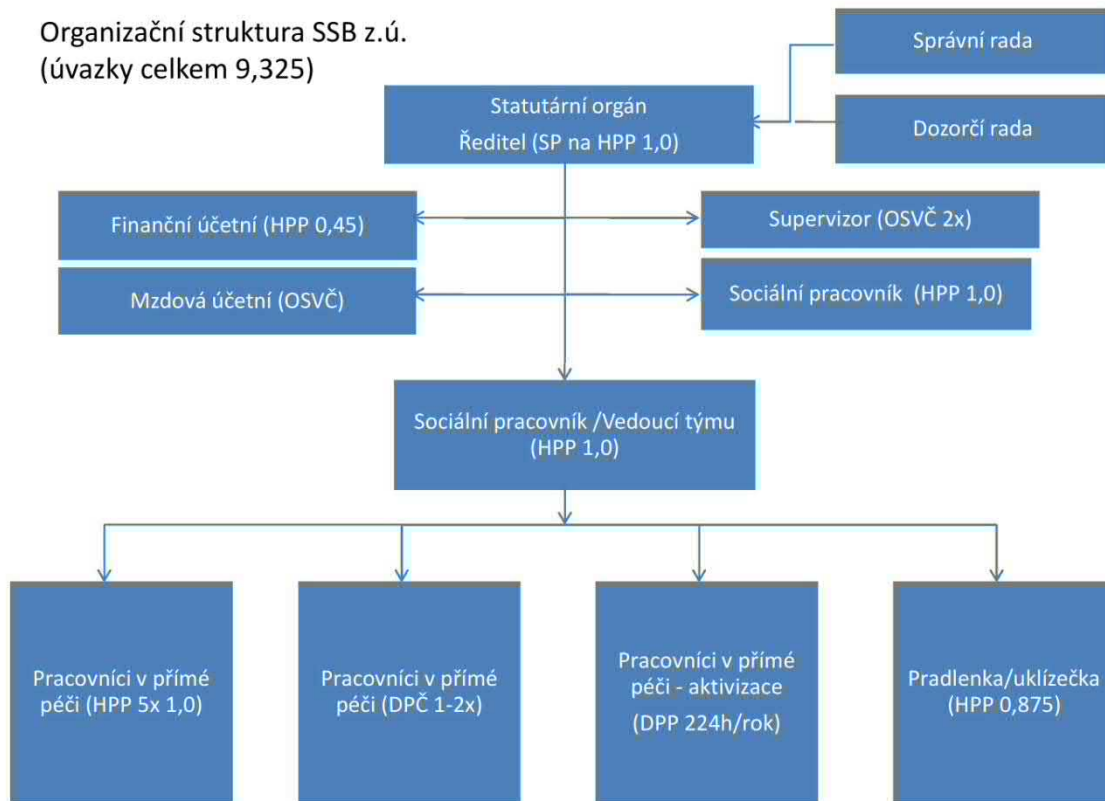 Organizační struktura SSB z.ú.
(úvazky celkem 9,325)
Správní rada
Statutární orgán
Ředitel (SP na HPP 1,0)
Dozorčí rada
Finanční účetní (HPP 0,45)
Supervizor (OSVČ 2x)
Mzdová účetní (OSVČ)
Sociální pracovník (HPP 1,0)
Sociální pracovník /Vedoucí týmu
(HPP 1,0)
Pracovníci v přímé
péči (HPP 5x 1,0)
Pracovníci v přímé
péči (DPČ 1-2x)
Pracovníci v přímé
péči - aktivizace
(DPP 224h/rok)
Pradlenka/uklízečka
(HPP 0,875)